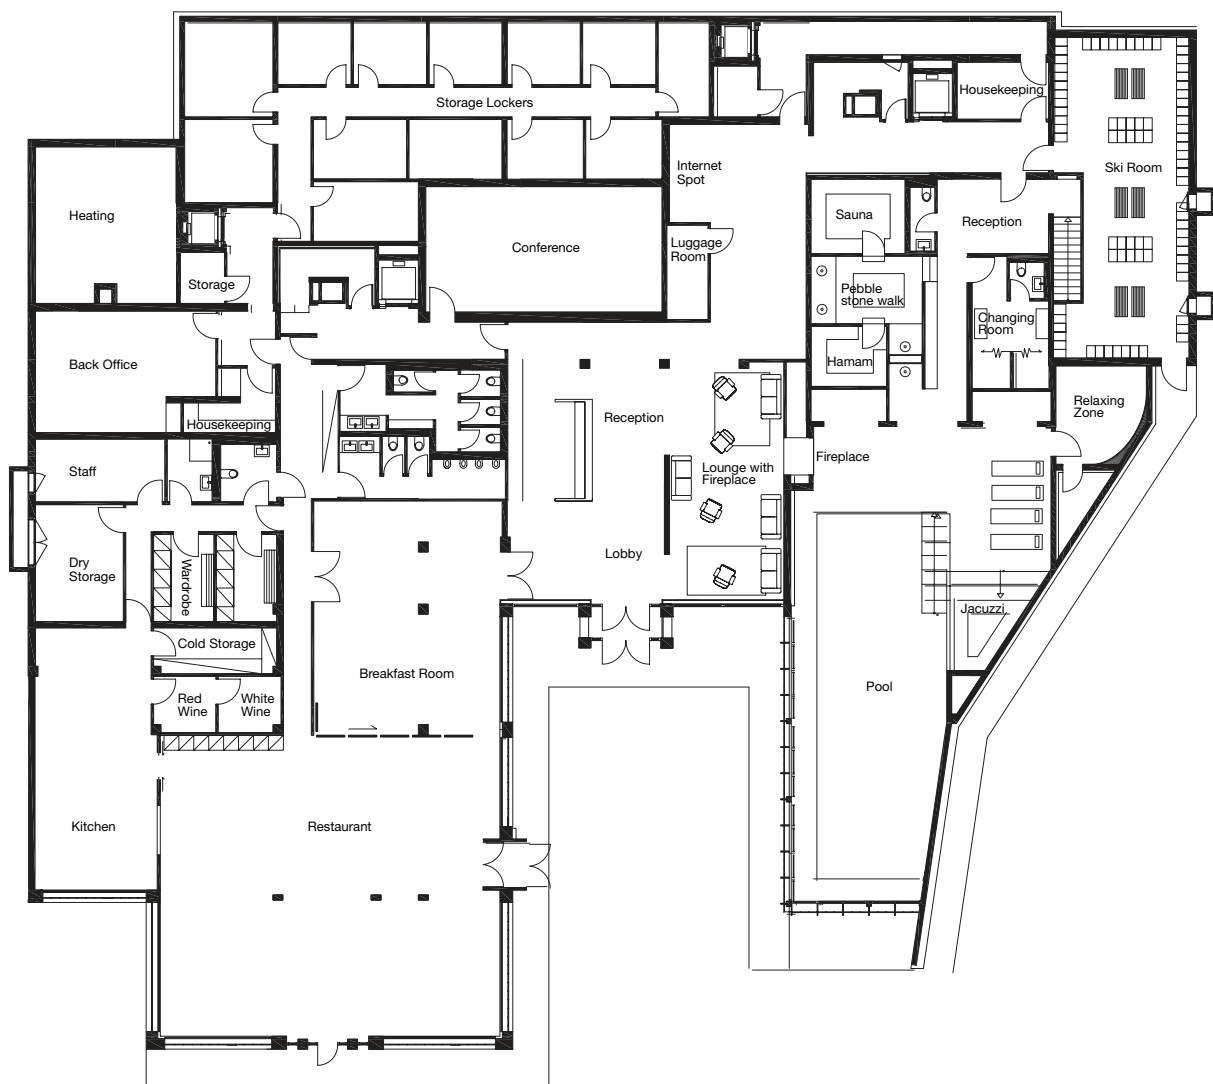 Storage Lockers
Housekeeping
Internet
Spot
Ski Room
Heating
Sauna
Reception
Conference
Luggage
Room
Storage
Pebble
stone walk
Changing
Room
Back Office
Hamam
Relaxing
Zone
Housekeeping
Reception
Fireplace
Staff
Lounge with
Fireplace
Dry
Storage
Wardrobe
Lobby
Jacuzzi
Cold Storage
Breakfast Room
Pool
Red
Wine
White
Wine
Kitchen
Restaurant